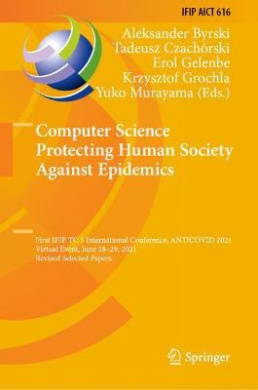 IFIP AICT 616
Aleksander Byrski
Tadeusz Czachórski
Erol Gelenbe
Krzysztof Grochla
Yuko Murayama (Eds.)
Computer Science
Protecting Human Society
Against Epidemics
First IFIP TC 5 International Conference, ANTICOVID 2021
Virtual Event, June 28–29, 2021
Revised Selected Papers
Springer